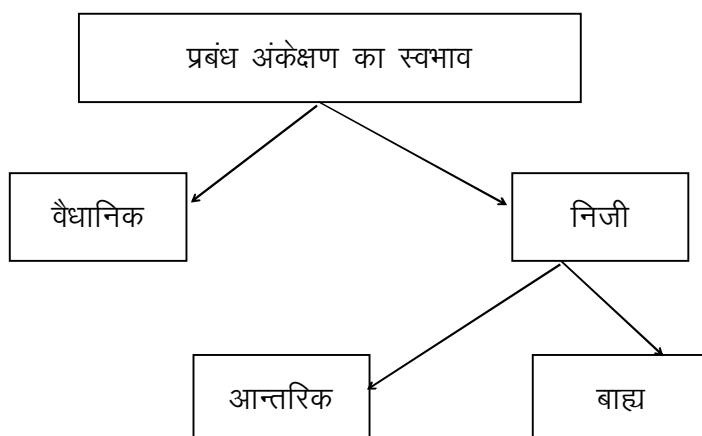 प्रबंध अंकेक्षण का स्वभाव
वैधानिक
निजी
आन्तरिक
बाह्य